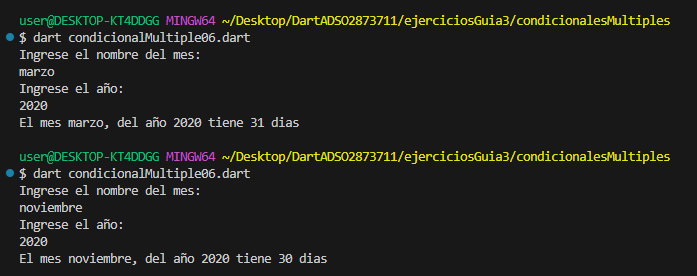 user@DESKTOP-KT4DDGG MINGW64 ~/Desktop/DartADSO2873711/ejerciciosGuia3/condicionalesMultiples
$ dart condicionalMultiple06.dart
Ingrese el nombre del mes:
marzo
Ingrese el año:
2020
El mes marzo, del año 2020 tiene 31 dias
user@DESKTOP-KT4DDGG MINGW64 ~/Desktop/DartADSO2873711/ejerciciosGuia3/condicionalesMultiples
$ dart condicionalMultiple06.dart
Ingrese el nombre del mes:
noviembre
Ingrese el año:
2020
El mes noviembre, del año 2020 tiene 30 dias